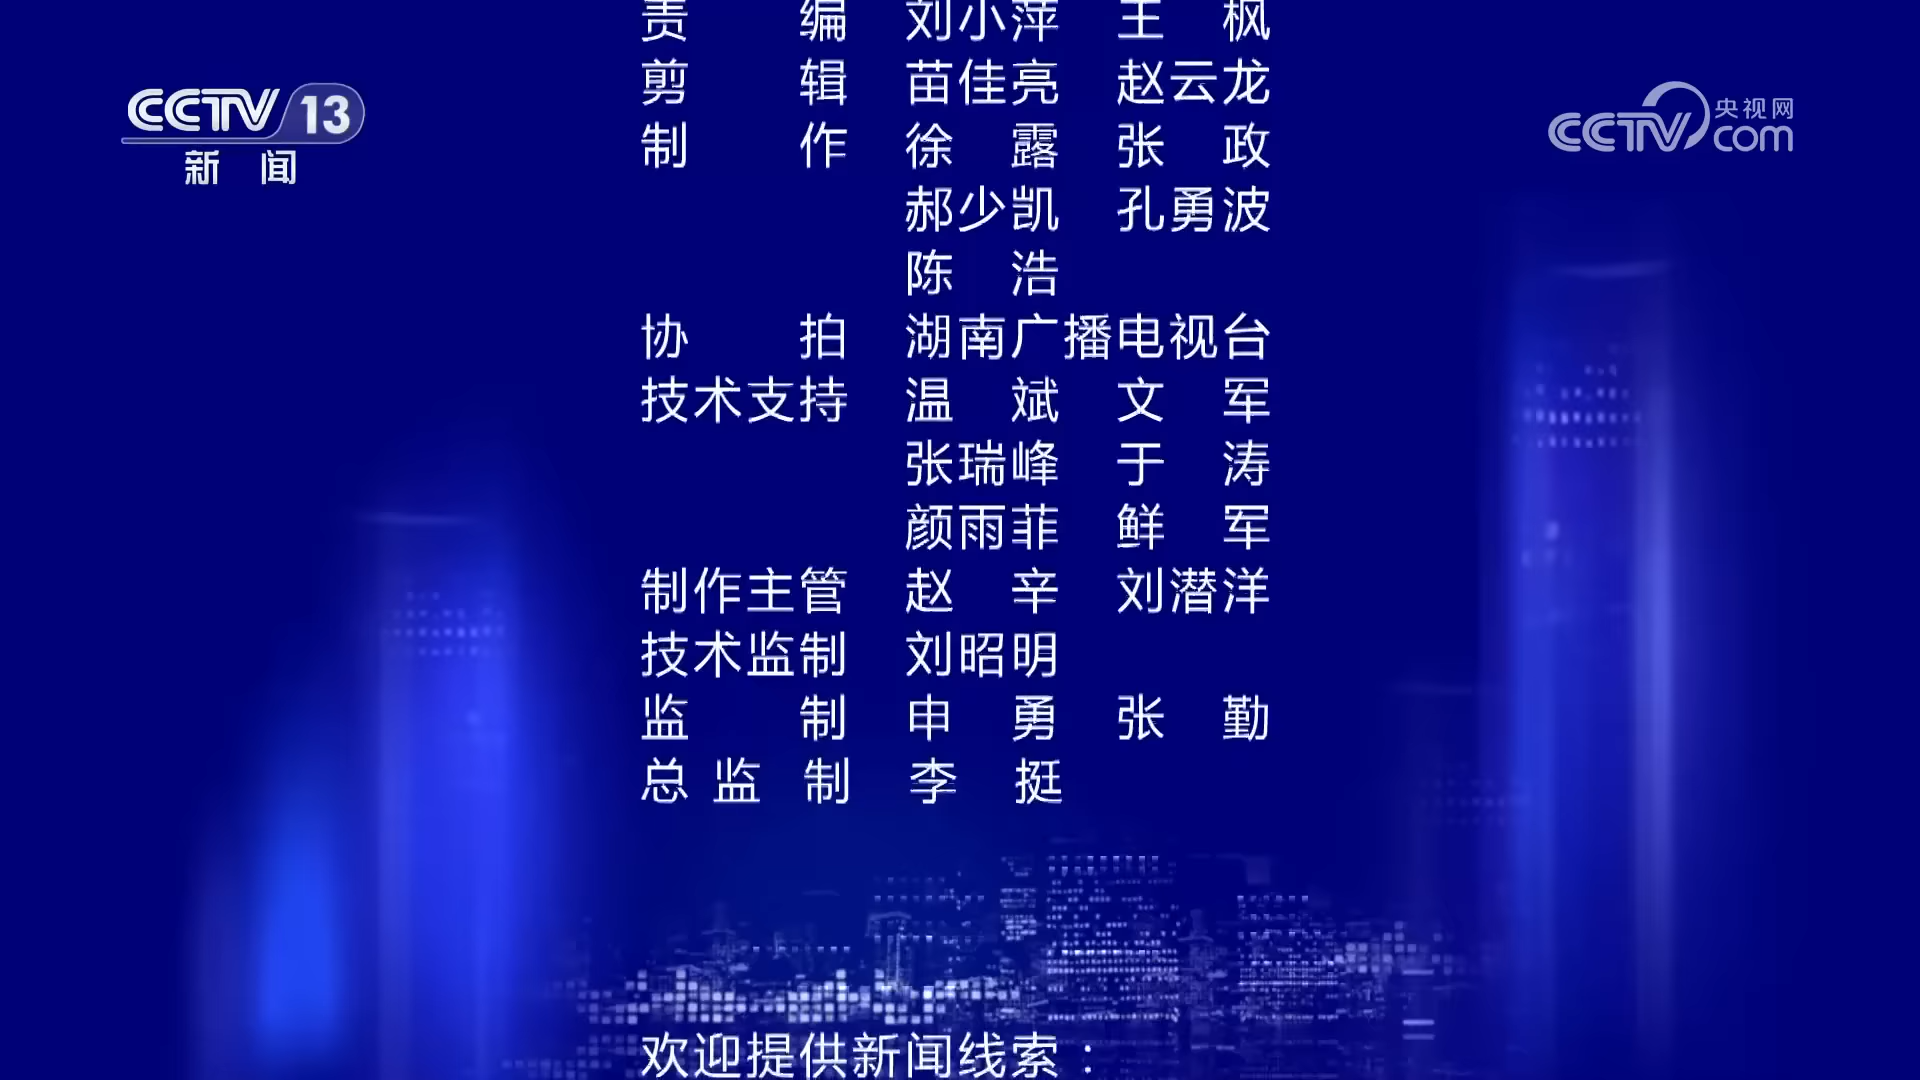 责编 刘小萍 王枫
剪辑 苗佳亮 赵云龙
制作 徐露 张政
郝少凯 孔勇波
陈浩
协拍 湖南广播电视台
技术支持 温斌 文军
张瑞峰 于涛
颜雨菲 鲜军
制作主管 赵辛 刘潜洋
技术监制 刘昭明
监制 申勇 张勤
总监制 李挺
欢迎提供新闻线索：
CCTV 13
新闻
CCTV 央视网
com